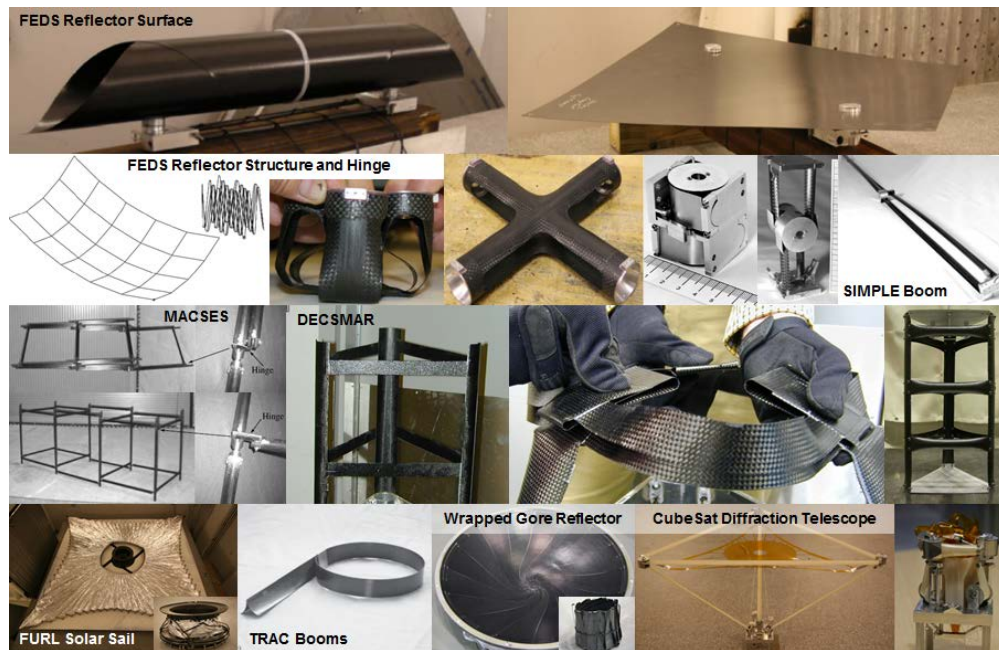 FEDS Reflector Surface
FEDS Reflector Structure and Hinge
SIMPLE Boom
MACSES
Hinge
Hinge
DECSMAR
Wrapped Gore Reflector
CubeSat Diffraction Telescope
FURL Solar Sail
TRAC Booms